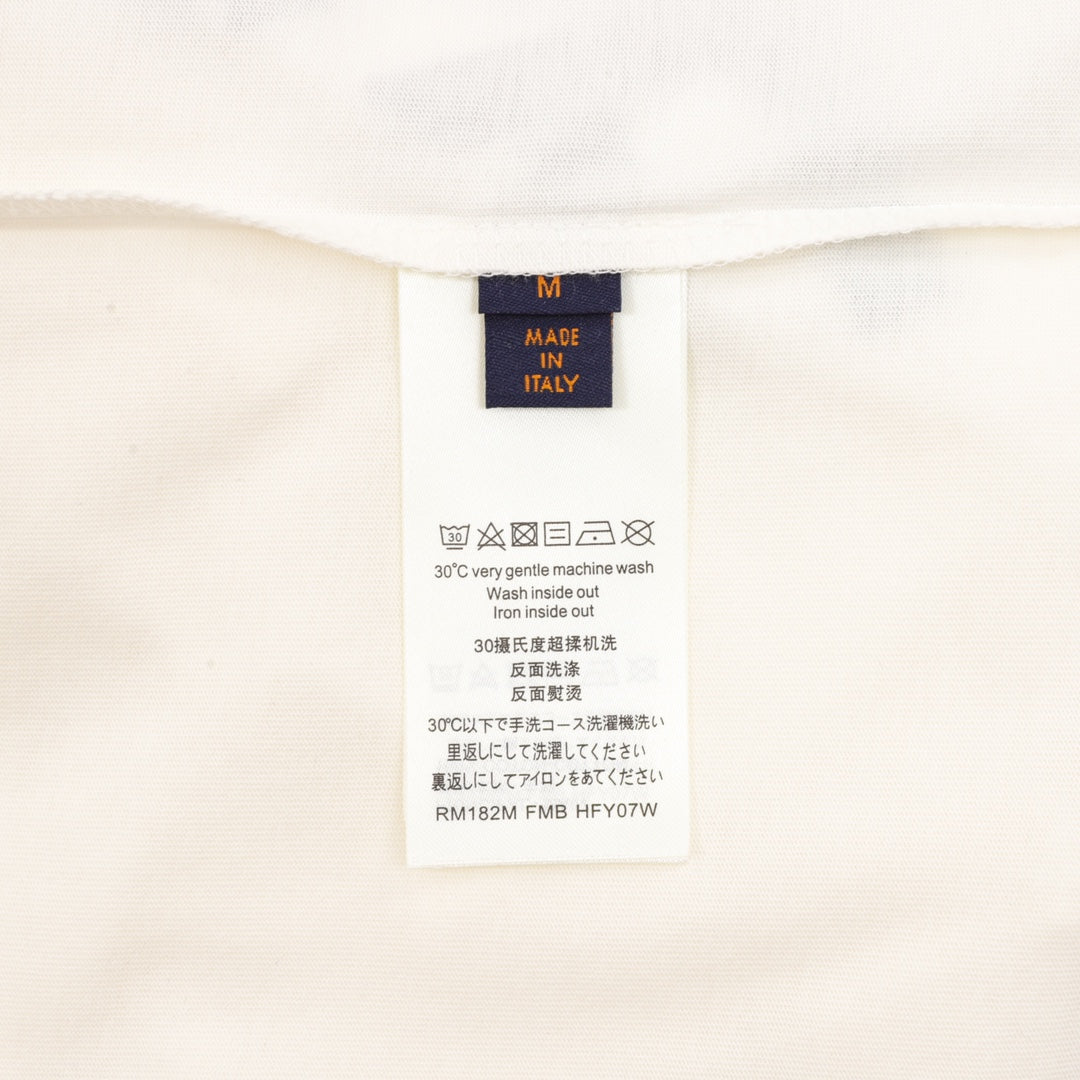 M
MADE
IN
ITALY
30
30°C very gentle machine wash
Wash inside out
Iron inside out
30摄氏度超揉机洗
反面洗涤
反面熨烫
30℃以下で手洗コース洗濯機洗い
里返しにして洗濯してください
裏返しにしてアイロンをあてください
RM182M FMB HFY07W